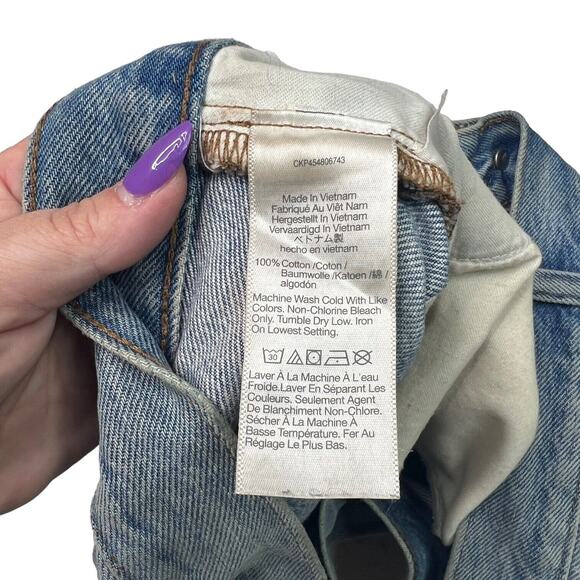 CKP454806743
Made In Vietnam
Fabriqué Au Viêt Nam
Hergestellt In Vietnam
Vervaardigd In Vietnam
ベトナム製
hecho en vietnam
100% Cotton /Coton/
Baumwolle /Katoen /綿 /
algodón
Machine Wash Cold With Like
Colors. Non-Chlorine Bleach
Only. Tumble Dry Low. Iron
On Lowest Setting.
30
Laver À La Machine À L'eau
Froide.Laver En Séparant Les
Couleurs. Seulement Agent
De Blanchiment Non-Chlore.
Sécher À La Machine À
Basse Température. Fer Au
Réglage Le Plus Bas.